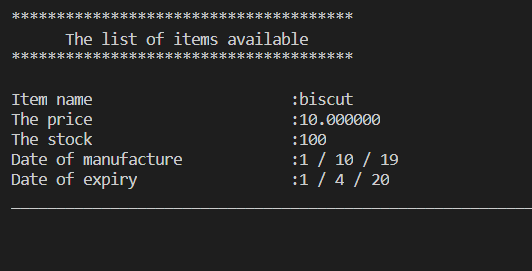 **************************************
The list of items available
**************************************
Item name :biscut
The price :10.000000
The stock :100
Date of manufacture :1 / 10 / 19
Date of expiry :1 / 4 / 20